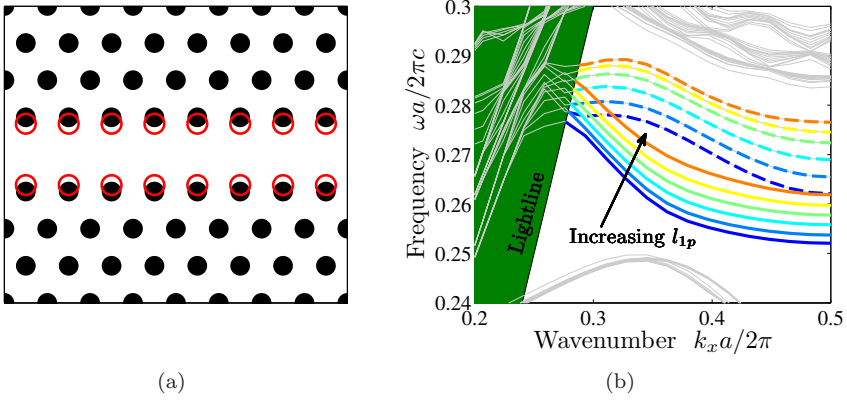 0.3
0.29
0.28
0.27
0.26
0.25
0.24
Frequency ωa/2πc
Lightline
Increasing l₁ₚ
0.2 0.3 0.4 0.5
Wavenumber kₓa/2π
(a) (b)